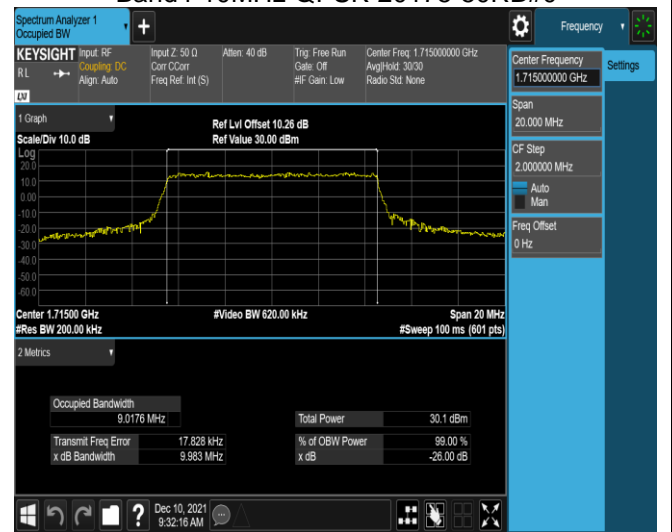 Spectrum Analyzer 1
Occupied BW
+
Frequency
KEYSIGHT
RL
LXI
Input: RF
Coupling: DC
Align: Auto
Input Z: 50 Ω
Corr CCorr
Freq Ref: Int (S)
Atten: 40 dB
Trig: Free Run
Gate: Off
#IF Gain: Low
Center Freq: 1.715000000 GHz
Avg|Hold: 30/30
Radio Std: None
Center Frequency
1.715000000 GHz
Settings
Span
20.000 MHz
CF Step
2.000000 MHz
Auto
Man
Freq Offset
0 Hz
1 Graph
Scale/Div 10.0 dB
Ref Lvl Offset 10.26 dB
Ref Value 30.00 dBm
Log
20.0
10.0
0.00
-10.0
-20.0
-30.0
-40.0
-50.0
-60.0
Center 1.71500 GHz
#Res BW 200.00 kHz
#Video BW 620.00 kHz
Span 20 MHz
#Sweep 100 ms (601 pts)
2 Metrics
Occupied Bandwidth
9.0176 MHz
Total Power 30.1 dBm
Transmit Freq Error 17.828 kHz
% of OBW Power 99.00 %
x dB Bandwidth 9.983 MHz
x dB -26.00 dB
?
Dec 10, 2021
9:32:16 AM